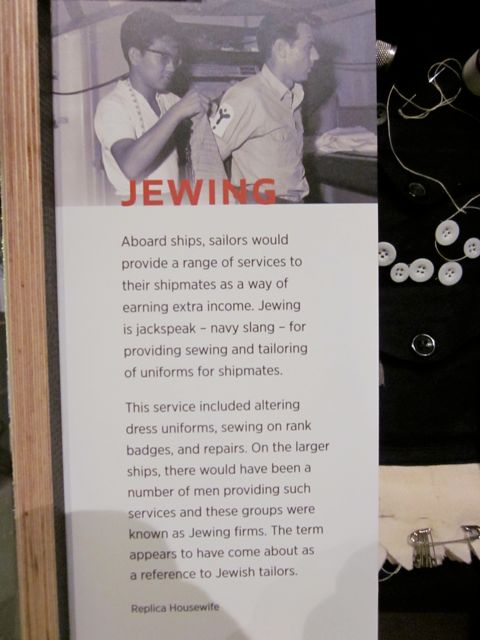 JEWING
Aboard ships, sailors would
provide a range of services to
their shipmates as a way of
earning extra income. Jewing
is jackspeak – navy slang – for
providing sewing and tailoring
of uniforms for shipmates.
This service included altering
dress uniforms, sewing on rank
badges, and repairs. On the larger
ships, there would have been a
number of men providing such
services and these groups were
known as Jewing firms. The term
appears to have come about as
a reference to Jewish tailors.
Replica Housewife